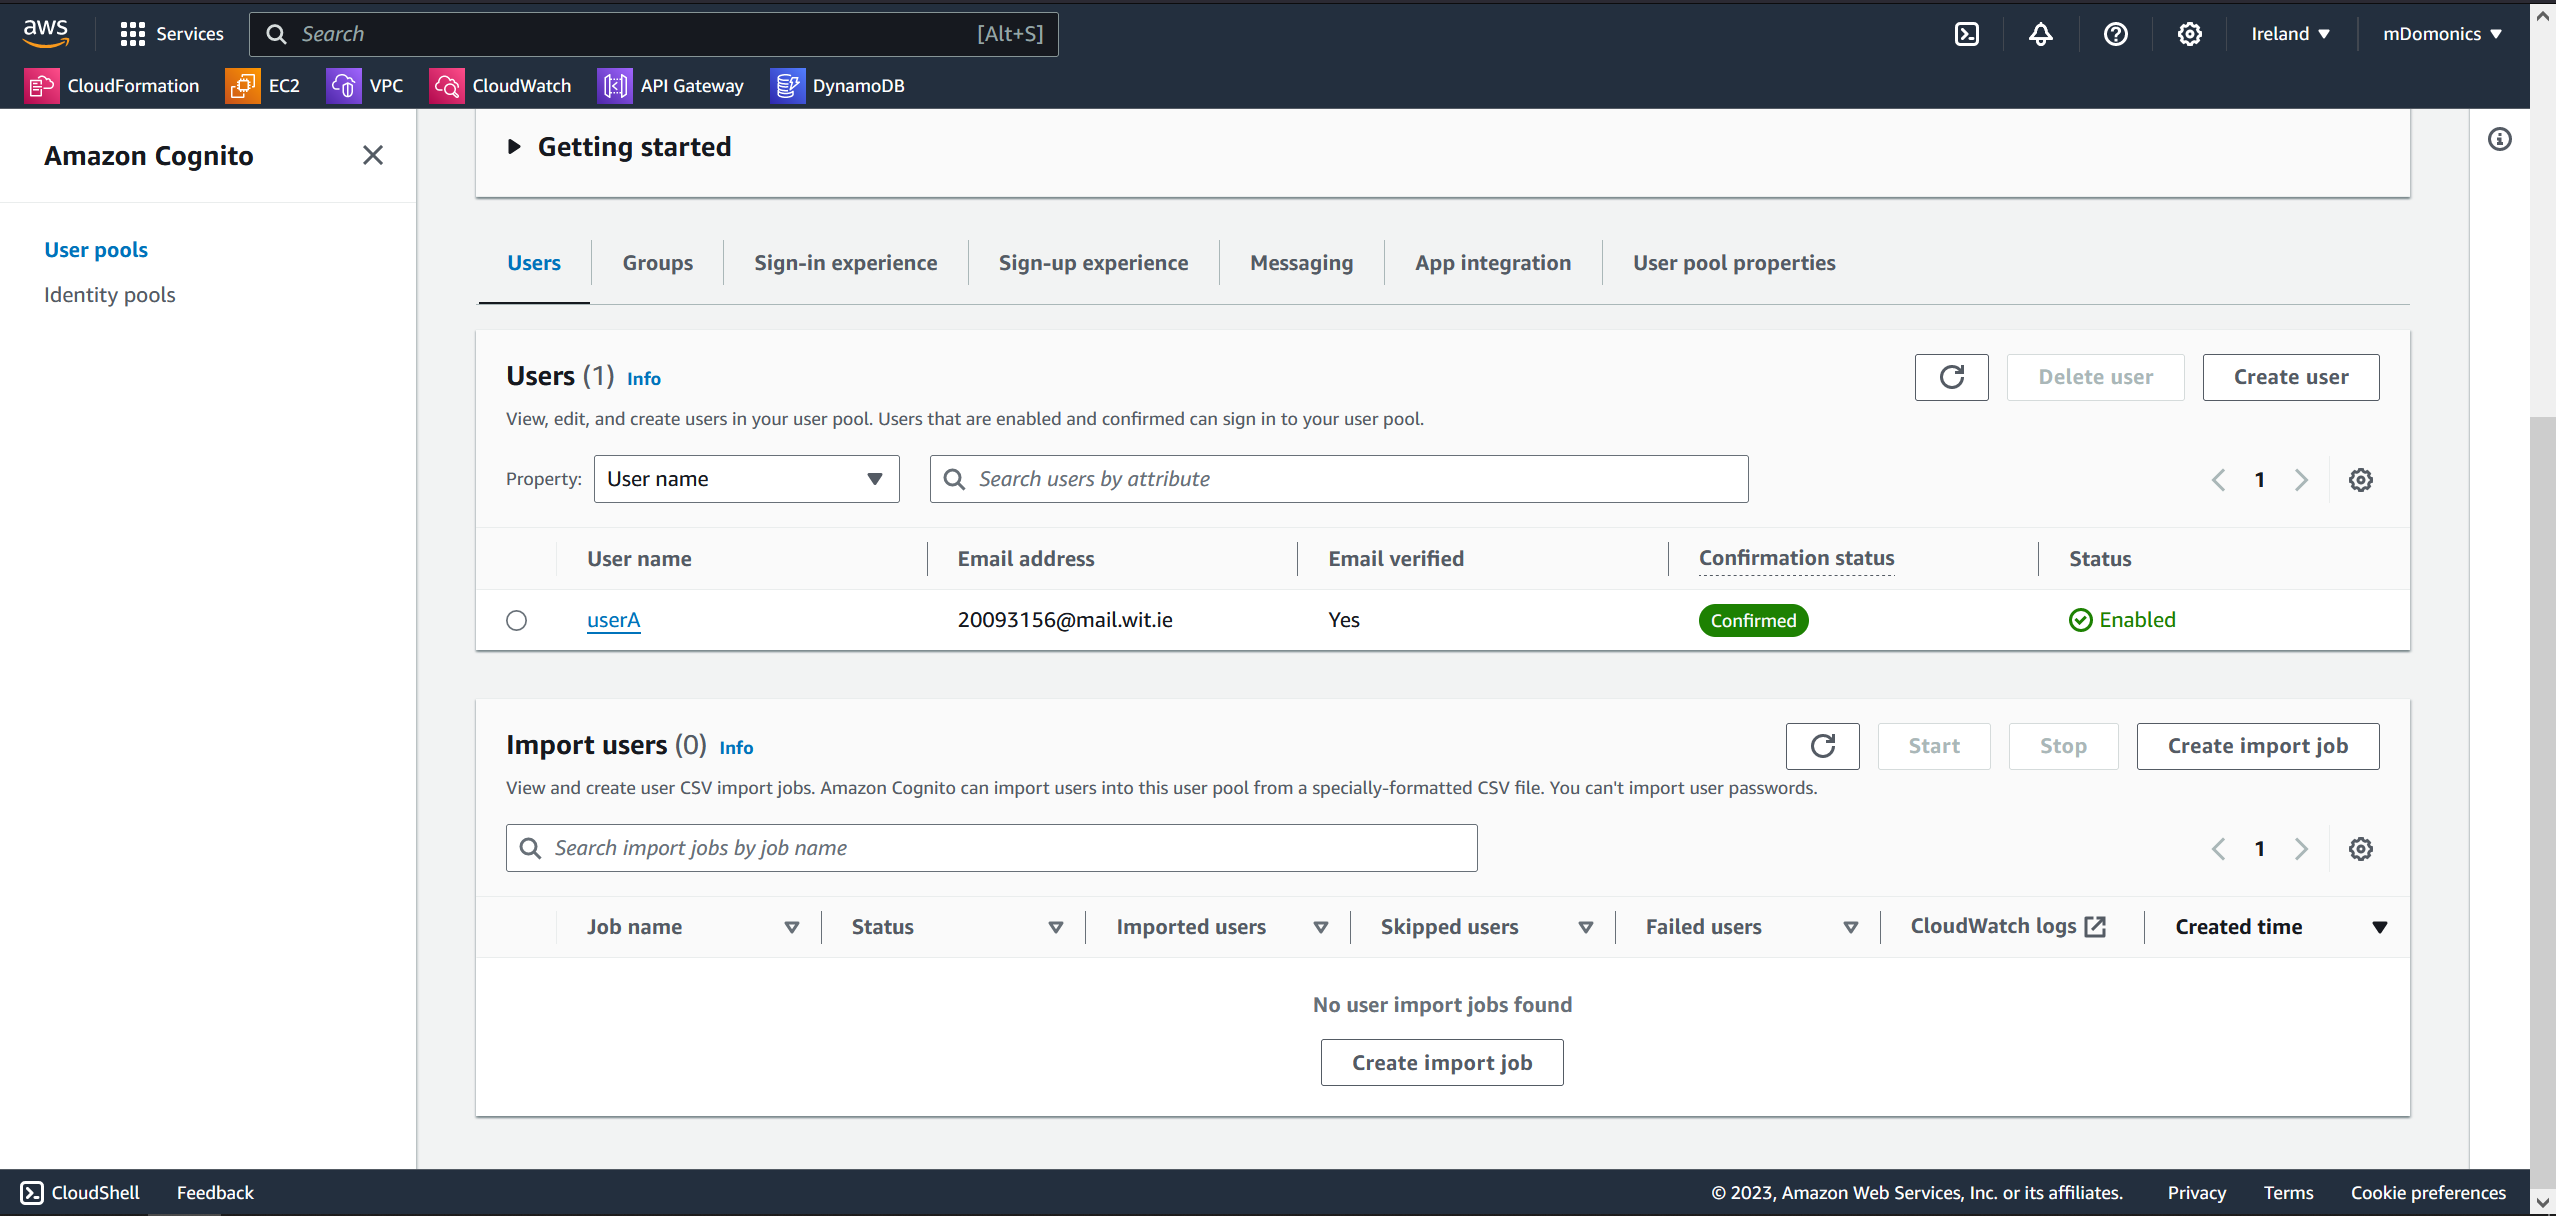 aws Services Search [Alt+S] Ireland mDomonics
CloudFormation EC2 VPC CloudWatch API Gateway DynamoDB
Amazon Cognito
User pools
Identity pools
Getting started
Users Groups Sign-in experience Sign-up experience Messaging App integration User pool properties
Users (1) Info
Delete user Create user
View, edit, and create users in your user pool. Users that are enabled and confirmed can sign in to your user pool.
Property: User name Search users by attribute 1
User name Email address Email verified Confirmation status Status
userA 20093156@mail.wit.ie Yes Confirmed Enabled
Import users (0) Info
Start Stop Create import job
View and create user CSV import jobs. Amazon Cognito can import users into this user pool from a specially-formatted CSV file. You can't import user passwords.
Search import jobs by job name 1
Job name Status Imported users Skipped users Failed users CloudWatch logs Created time
No user import jobs found
Create import job
CloudShell Feedback © 2023, Amazon Web Services, Inc. or its affiliates. Privacy Terms Cookie preferences